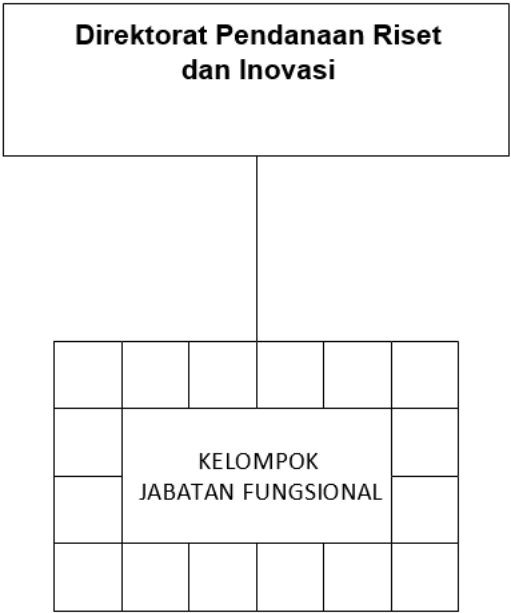 Direktorat Pendanaan Riset
dan Inovasi
KELOMPOK
JABATAN FUNGSIONAL